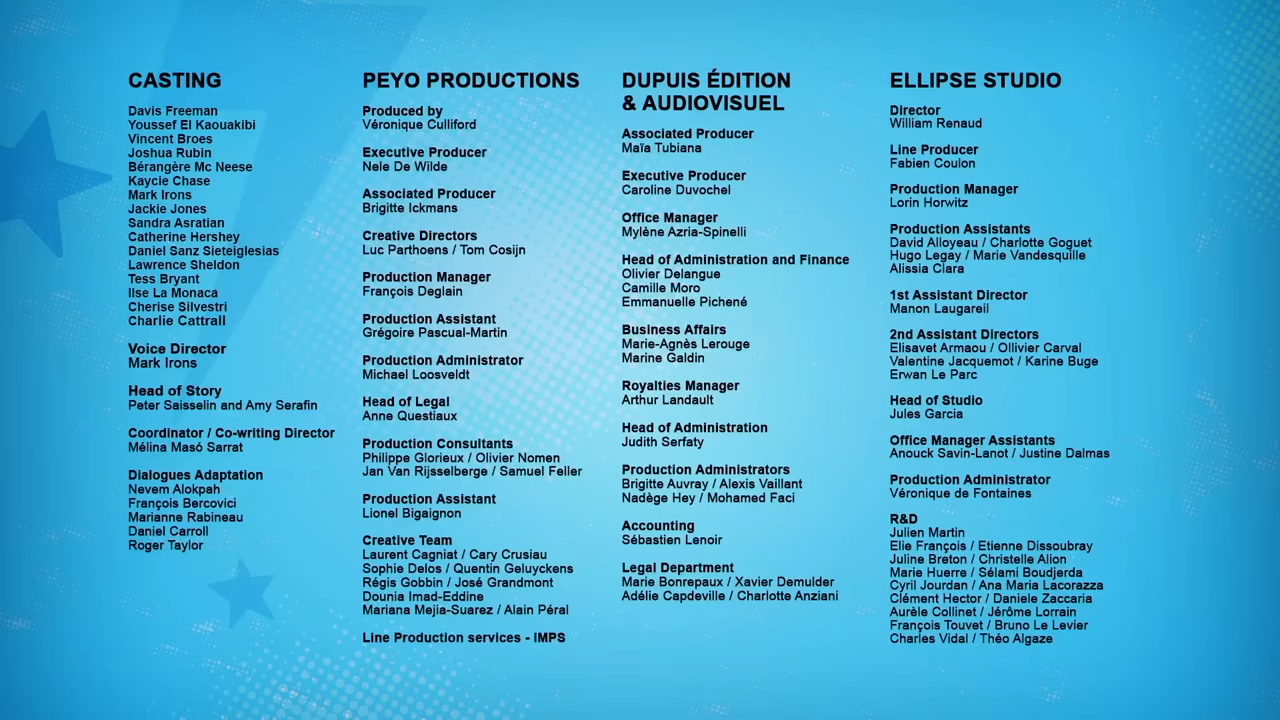 CASTING
Davis Freeman
Youssef El Kaouakibi
Vincent Broes
Joshua Rubin
Bérangère Mc Neese
Kaycie Chase
Mark Irons
Jackie Jones
Sandra Asratian
Catherine Hershey
Daniel Sanz Sieteiglesias
Lawrence Sheldon
Tess Bryant
Ilse La Monaca
Cherise Silvestri
Charlie Cattrall
Voice Director
Mark Irons
Head of Story
Peter Saisselin and Amy Serafin
Coordinator / Co-writing Director
Mélina Masó Sarrat
Dialogues Adaptation
Nevem Alokpah
François Bercovici
Marianne Rabineau
Daniel Carroll
Roger Taylor
PEYO PRODUCTIONS
Produced by
Véronique Culliford
Executive Producer
Nele De Wilde
Associated Producer
Brigitte Ickmans
Creative Directors
Luc Parthoens / Tom Cosijn
Production Manager
François Deglain
Production Assistant
Grégoire Pascual-Martin
Production Administrator
Michael Loosveldt
Head of Legal
Anne Questiaux
Production Consultants
Philippe Glorieux / Olivier Nomen
Jan Van Rijsselberge / Samuel Feller
Production Assistant
Lionel Bigaignon
Creative Team
Laurent Cagniat / Cary Crusiau
Sophie Delos / Quentin Geluyckens
Régis Gobbin / José Grandmont
Dounia Imad-Eddine
Mariana Mejia-Suarez / Alain Péral
Line Production services - IMPS
DUPUIS ÉDITION
& AUDIOVISUEL
Associated Producer
Maïa Tubiana
Executive Producer
Caroline Duvochel
Office Manager
Mylène Azria-Spinelli
Head of Administration and Finance
Olivier Delangue
Camille Moro
Emmanuelle Pichené
Business Affairs
Marie-Agnès Lerouge
Marine Galdin
Royalties Manager
Arthur Landault
Head of Administration
Judith Serfaty
Production Administrators
Brigitte Auvray / Alexis Vaillant
Nadège Hey / Mohamed Faci
Accounting
Sébastien Lenoir
Legal Department
Marie Bonrepaux / Xavier Demulder
Adélie Capdeville / Charlotte Anziani
ELLIPSE STUDIO
Director
William Renaud
Line Producer
Fabien Coulon
Production Manager
Lorin Horwitz
Production Assistants
David Alloyeau / Charlotte Goguet
Hugo Legay / Marie Vandesquille
Alissia Clara
1st Assistant Director
Manon Laugareil
2nd Assistant Directors
Elisavet Armaou / Ollivier Carval
Valentine Jacquemot / Karine Buge
Erwan Le Parc
Head of Studio
Jules Garcia
Office Manager Assistants
Anouck Savin-Lanot / Justine Dalmas
Production Administrator
Véronique de Fontaines
R&D
Julien Martin
Elie François / Etienne Dissoubray
Juline Breton / Christelle Alion
Marie Huerre / Sélami Boudjerda
Cyril Jourdan / Ana Maria Lacorazza
Clément Hector / Daniele Zaccaria
Aurèle Collinet / Jérôme Lorrain
François Touvet / Bruno Le Levier
Charles Vidal / Théo Algaze